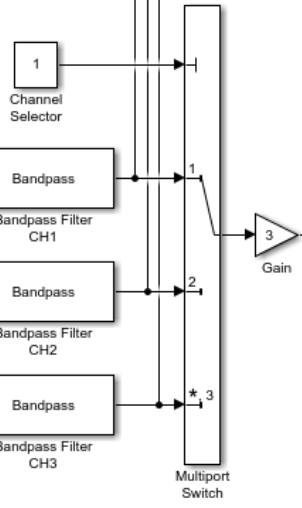 1
Channel
Selector
Bandpass
1
Bandpass Filter
CH1
3
Gain
Bandpass
2
Bandpass Filter
CH2
Bandpass
*, 3
Bandpass Filter
CH3
Multiport
Switch